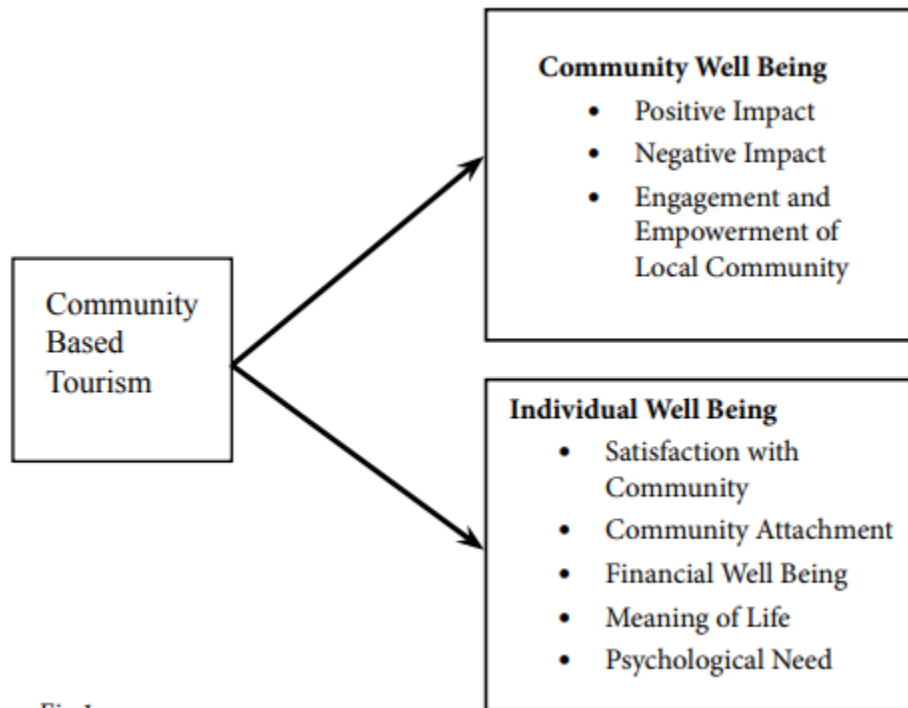 Community Well Being
• Positive Impact
• Negative Impact
• Engagement and
Empowerment of
Local Community
Community
Based
Tourism
Individual Well Being
• Satisfaction with
Community
• Community Attachment
• Financial Well Being
• Meaning of Life
• Psychological Need